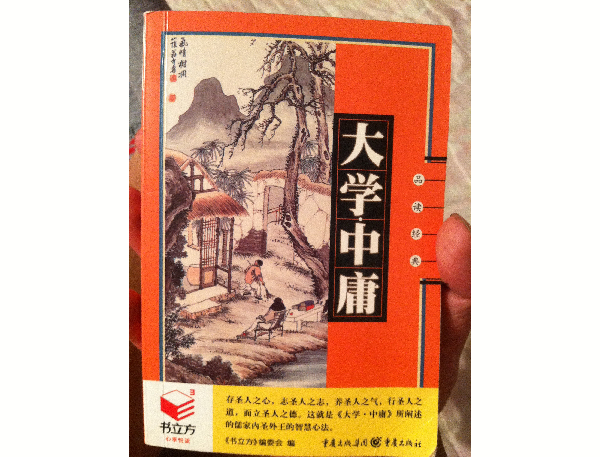 大学·中庸
品读经典
存圣人之心，志圣人之志，养圣人之气，行圣人之
道，而立圣人之德。这就是《大学·中庸》所阐述
的儒家内圣外王的智慧心法。
书立方
《书立方》编委会 编
重庆出版集团 重庆出版社